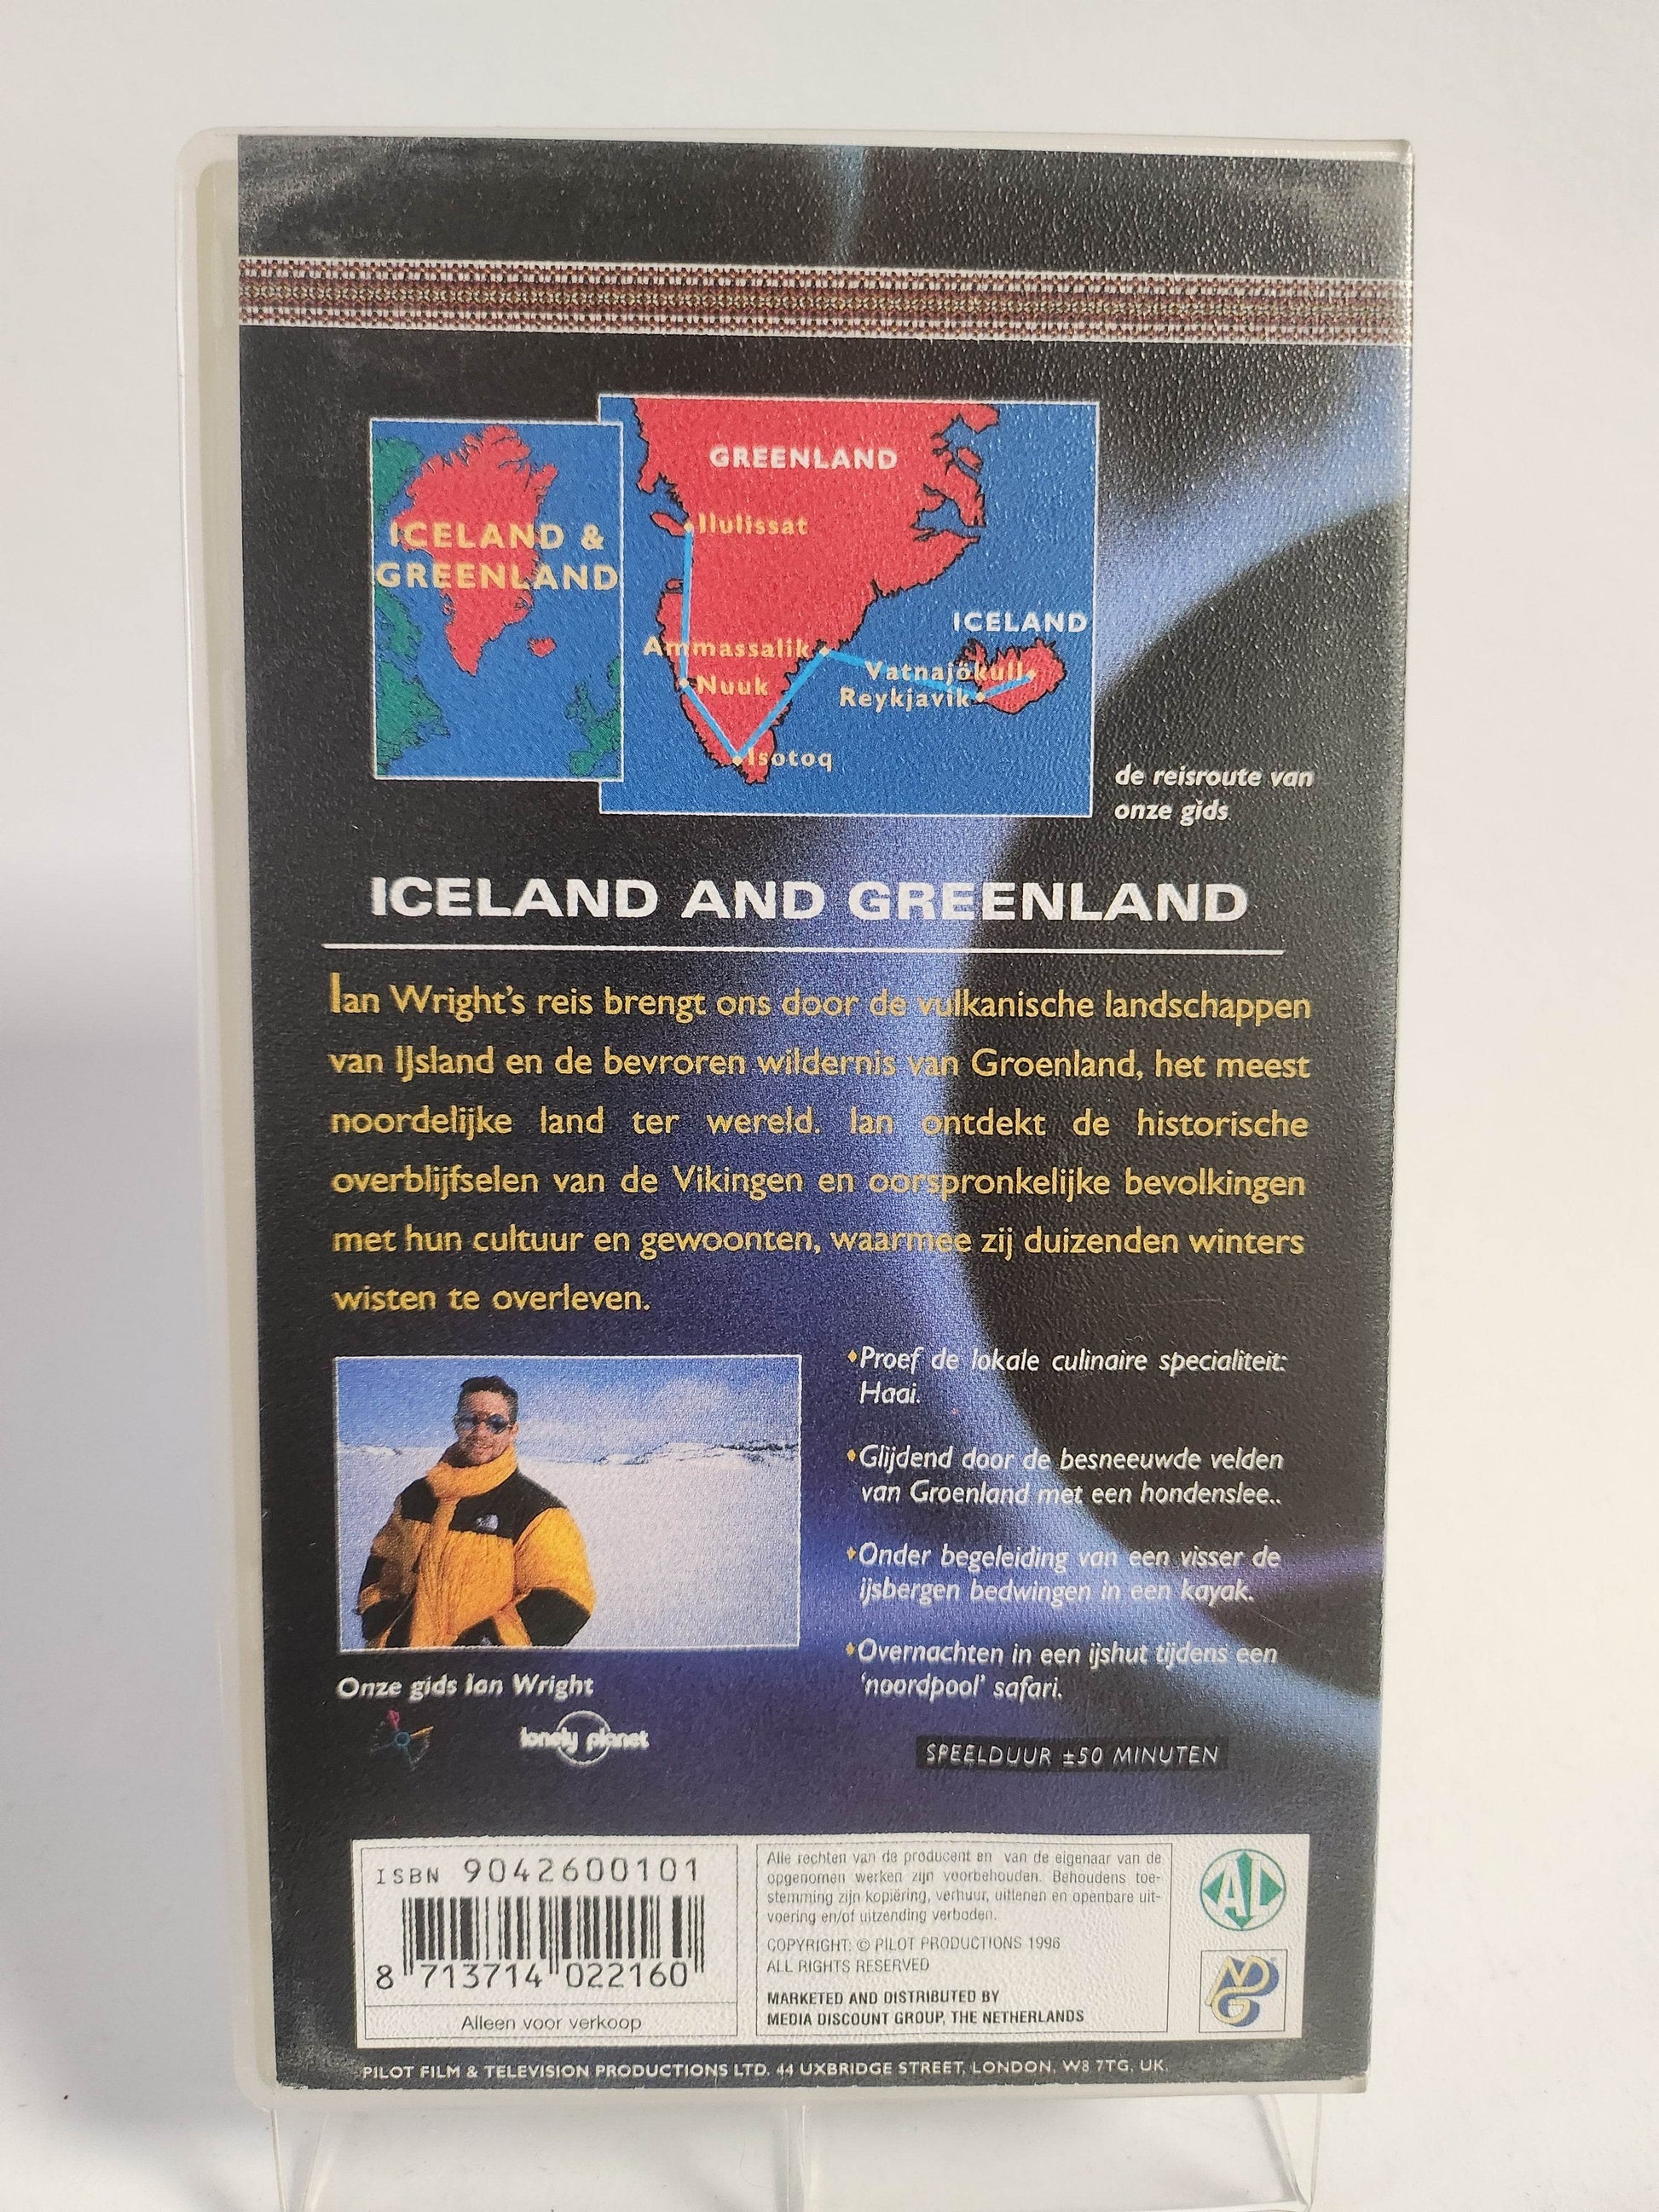 ICELAND &
GREENLAND
GREENLAND
Ilulissat
ICELAND
Ammassalik
Vatnajökull
Nuuk
Reykjavik
Isotoq
de reisroute van
onze gids
ICELAND AND GREENLAND
Ian Wright's reis brengt ons door de vulkanische landschappen
van IJsland en de bevroren wildernis van Groenland, het meest
noordelijke land ter wereld. Ian ontdekt de historische
overblijfselen van de Vikingen en oorspronkelijke bevolkingen
met hun cultuur en gewoonten, waarmee zij duizenden winters
wisten te overleven.
Proef de lokale culinaire specialiteit:
Haai.
Glijdend door de besneeuwde velden
van Groenland met een hondenslee..
Onder begeleiding van een visser de
ijsbergen bedwingen in een kayak.
Overnachten in een ijshut tijdens een
'noordpool' safari.
Onze gids Ian Wright
lonely planet
SPEELDUUR ±50 MINUTEN
ISBN 9042600101
8 713714 022160
Alleen voor verkoop
Alle rechten van de producent en van de eigenaar van de
opgenomen werken zijn voorbehouden. Behoudens toe-
stemming zijn kopiëring, verhuur, uitlenen en openbare uit-
voering en/of uitzending verboden.
COPYRIGHT: © PILOT PRODUCTIONS 1996
ALL RIGHTS RESERVED
MARKETED AND DISTRIBUTED BY
MEDIA DISCOUNT GROUP, THE NETHERLANDS
AL
MDG
PILOT FILM & TELEVISION PRODUCTIONS LTD. 44 UXBRIDGE STREET, LONDON. W8 7TG, UK.